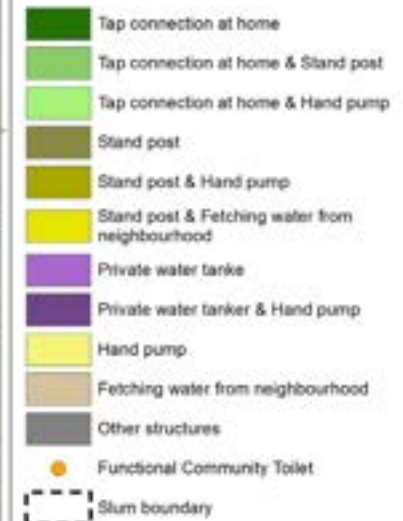 Tap connection at home
Tap connection at home & Stand post
Tap connection at home & Hand pump
Stand post
Stand post & Hand pump
Stand post & Fetching water from
neighbourhood
Private water tanke
Private water tanker & Hand pump
Hand pump
Fetching water from neighbourhood
Other structures
Functional Community Toilet
Slum boundary